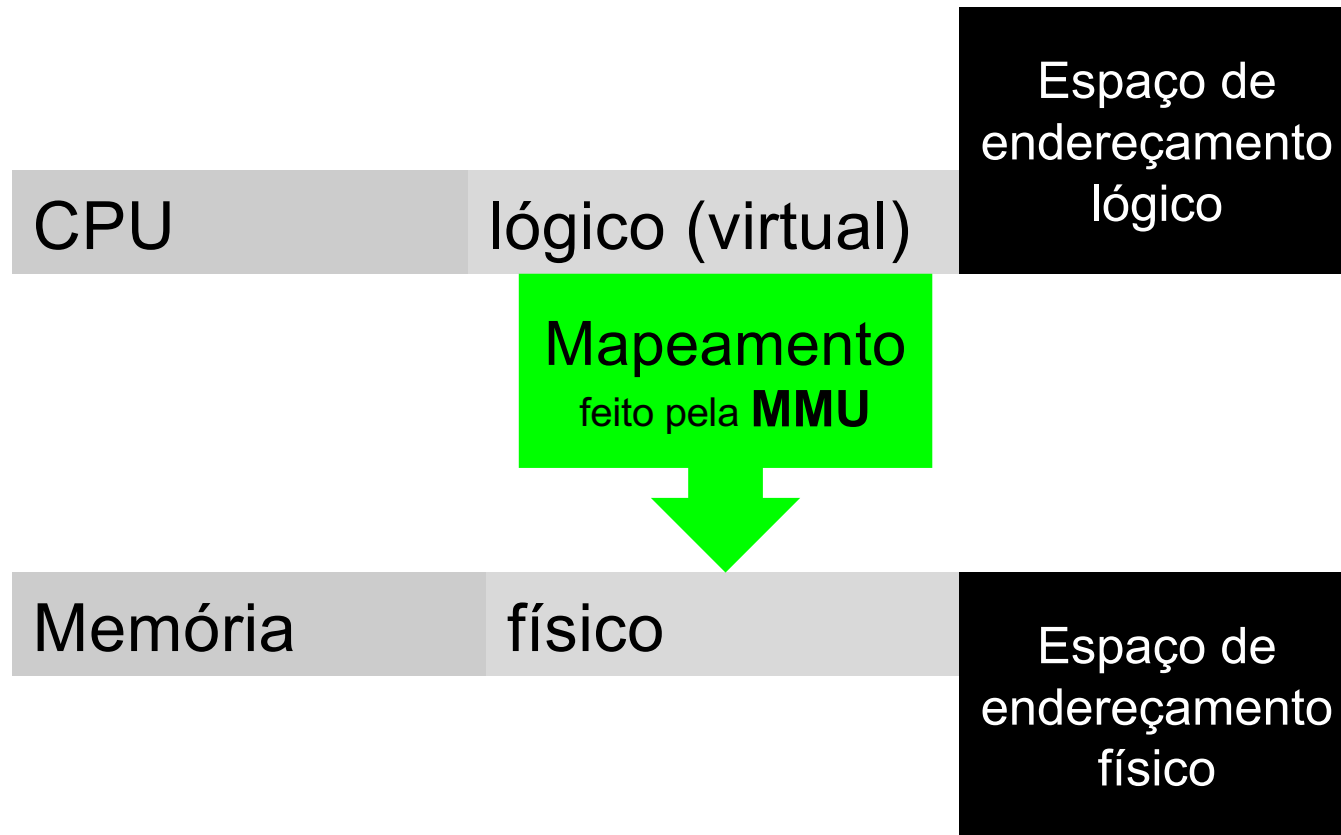 Espaço de
endereçamento
lógico
CPU
lógico (virtual)
Mapeamento
feito pela MMU
Memória
físico
Espaço de
endereçamento
físico